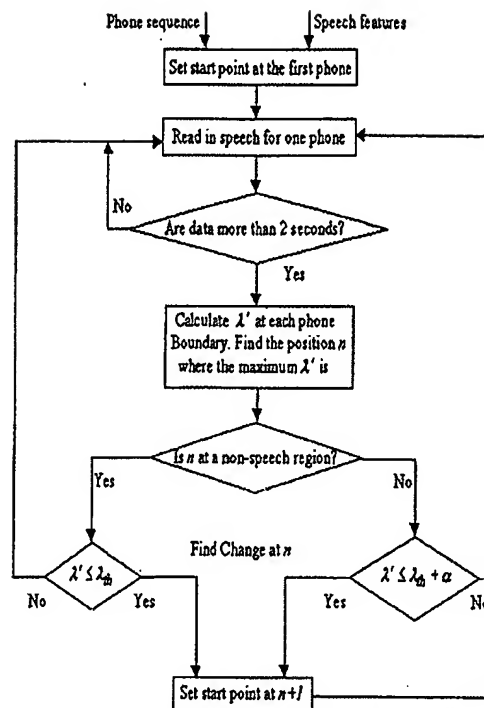 Phone sequence
Speech features
Set start point at the first phone
Read in speech for one phone
No
Are data more than 2 seconds?
Yes
Calculate λ' at each phone
Boundary. Find the position n
where the maximum λ' is
Is n at a non-speech region?
Yes
No
Find Change at n
λ' ≤ λth
λ' ≤ λth + α
No
Yes
Yes
No
Set start point at n+1